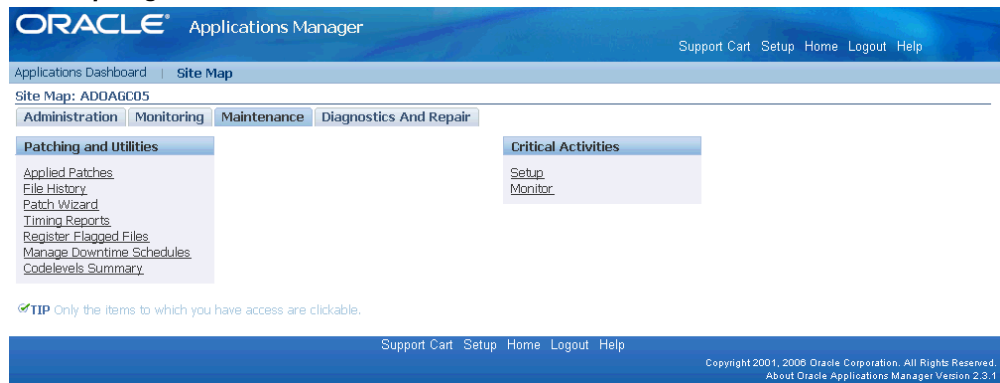 ORACLE® Applications Manager
Support Cart Setup Home Logout Help
Applications Dashboard | Site Map
Site Map: ADOAGC05
Administration Monitoring Maintenance Diagnostics And Repair
Patching and Utilities
Applied Patches
File History
Patch Wizard
Timing Reports
Register Flagged Files
Manage Downtime Schedules
Codelevels Summary
Critical Activities
Setup
Monitor
TIP Only the items to which you have access are clickable.
Support Cart Setup Home Logout Help
Copyright 2001, 2006 Oracle Corporation. All Rights Reserved.
About Oracle Applications Manager Version 2.3.1